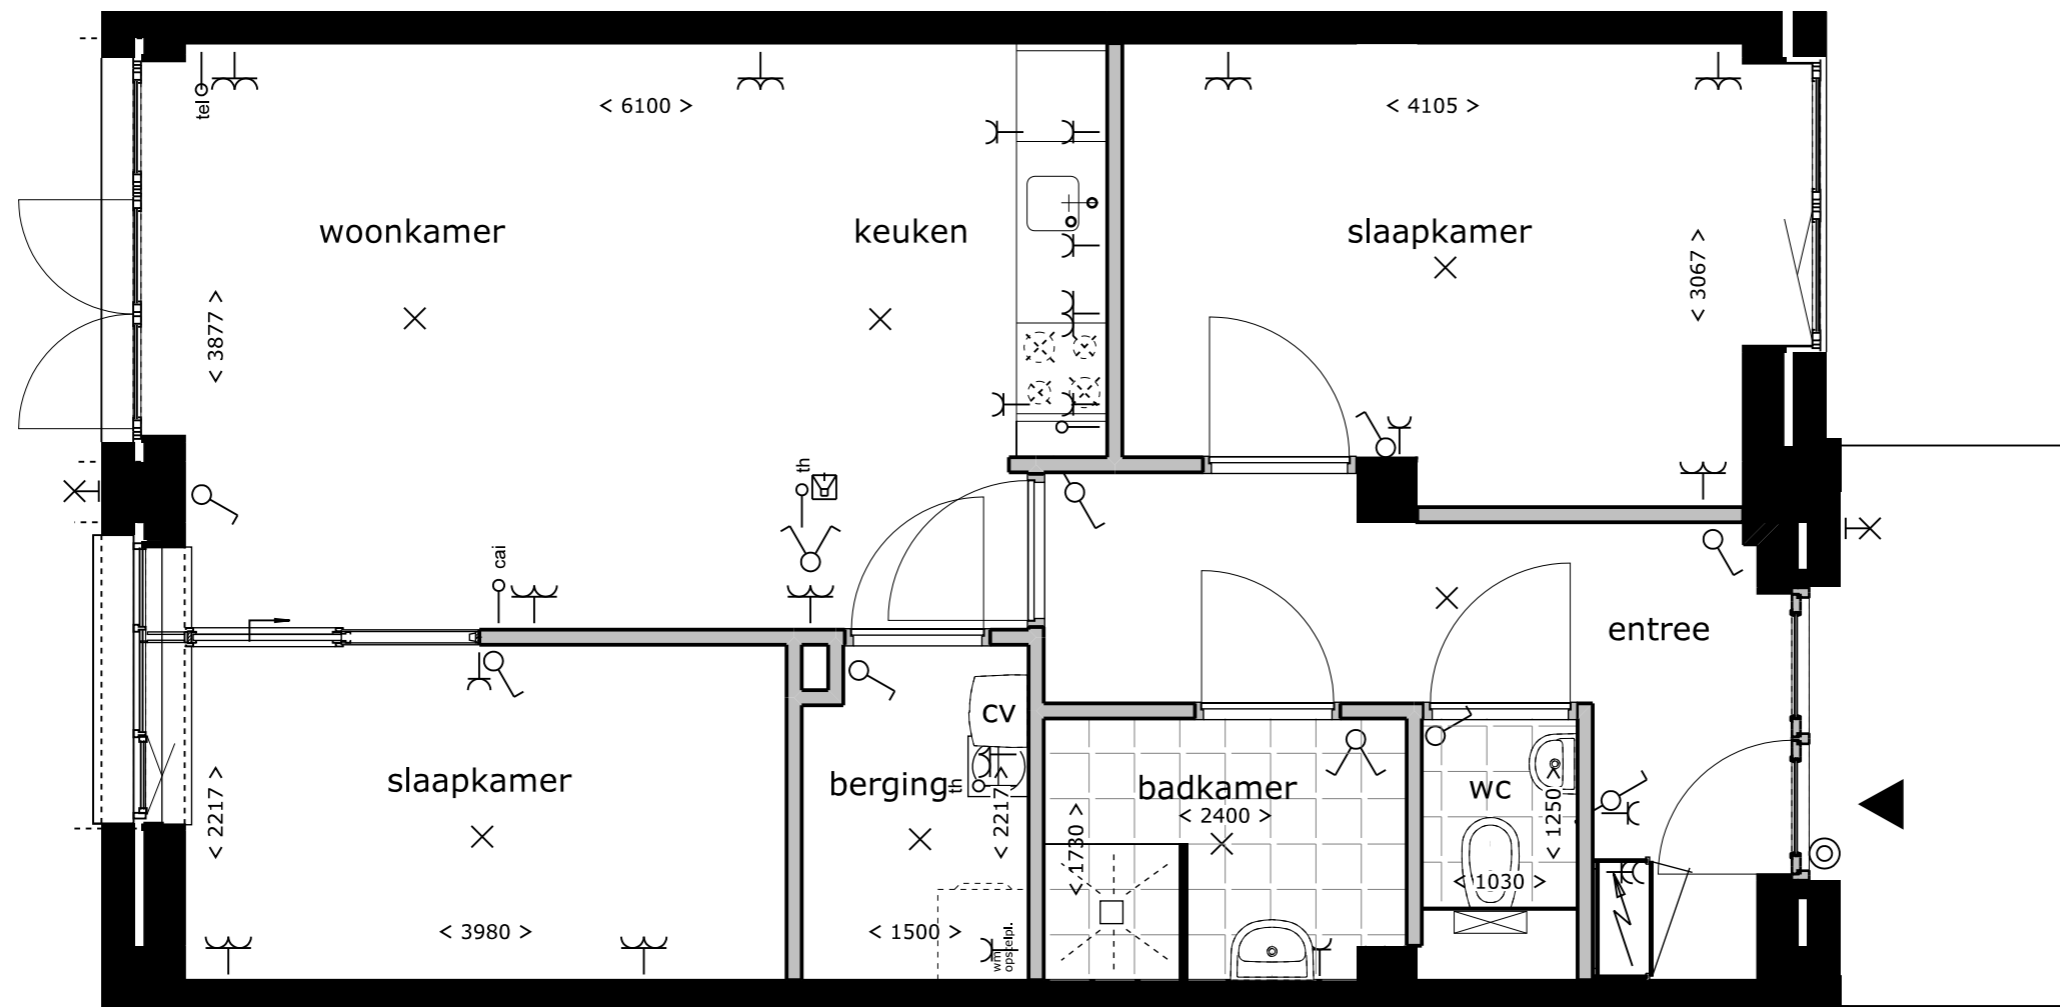 tel
< 6100 >
< 4105 >
woonkamer
keuken
slaapkamer
< 3877 >
< 3067 >
th
cai
entree
cv
slaapkamer
berging
th
badkamer
wc
< 2217 >
< 2217 >
< 2400 >
< 1730 >
< 1250 >
< 1030 >
< 3980 >
< 1500 >
wm
opstelpl.